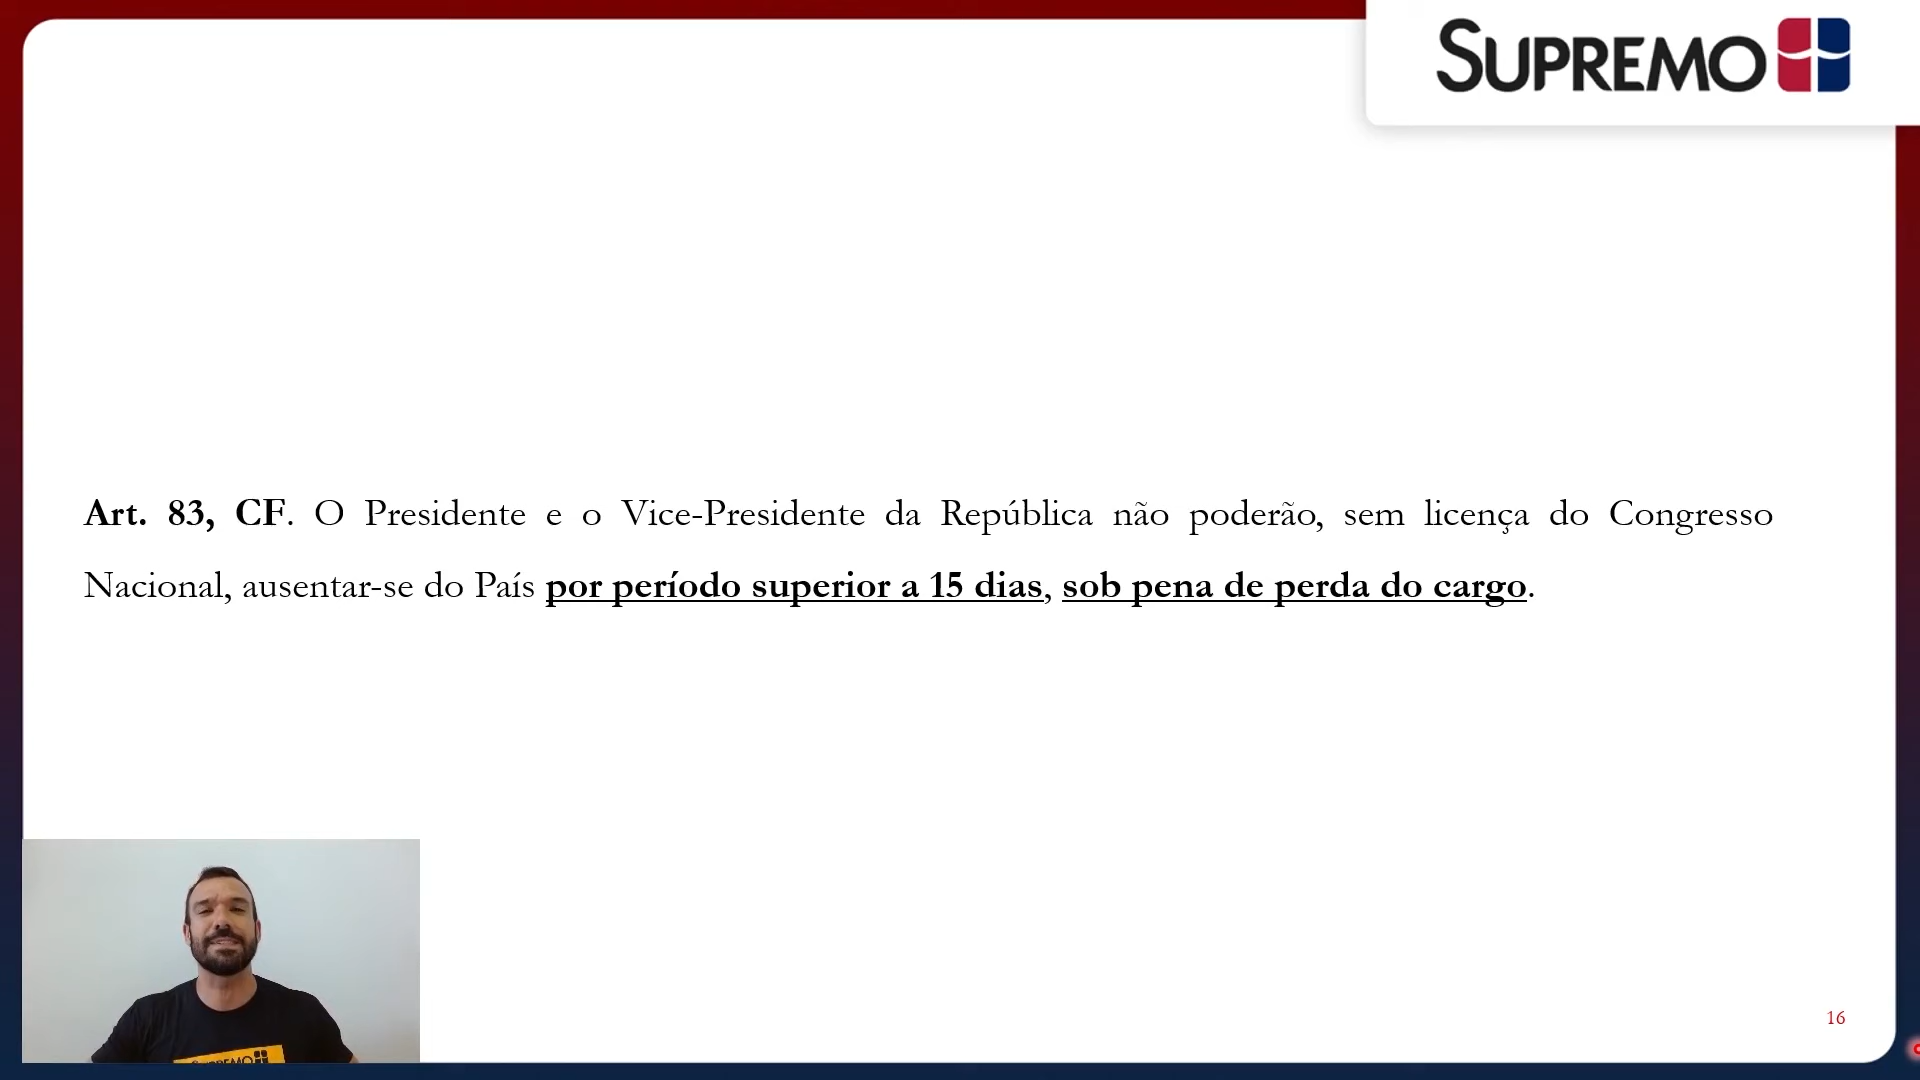 SUPREMO
Art. 83, CF. O Presidente e o Vice-Presidente da República não poderão, sem licença do Congresso
Nacional, ausentar-se do País por período superior a 15 dias, sob pena de perda do cargo.
SUPREMO
16